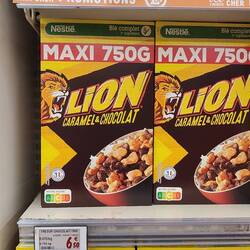 PROMOTIONS
CHER
Nestlé
Blé complet
MAXI 750G
LION
CARAMEL & CHOCOLAT
Nestlé
Blé complet
MAXI 750G
LION
CARAMEL & CHOCOLAT
6€50